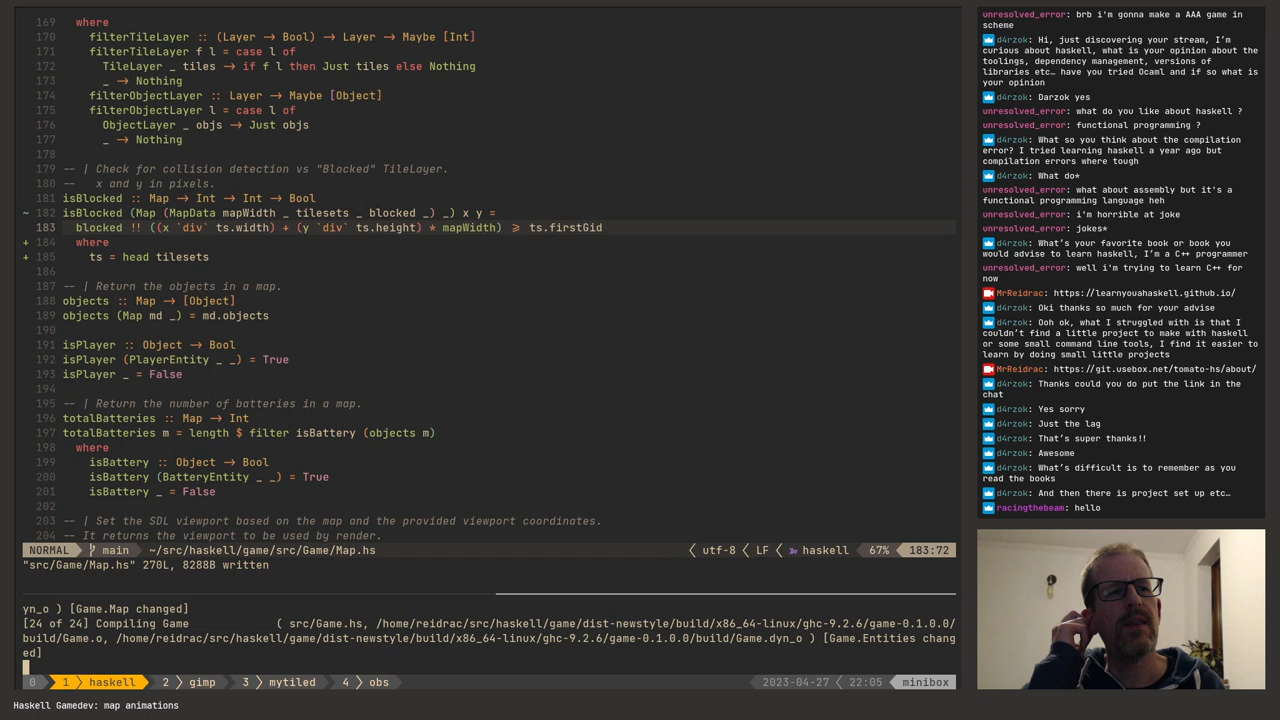 169   where
170     filterTileLayer :: (Layer -> Bool) -> Layer -> Maybe [Int]
171     filterTileLayer f l = case l of
172       TileLayer _ tiles -> if f l then Just tiles else Nothing
173       _ -> Nothing
174     filterObjectLayer :: Layer -> Maybe [Object]
175     filterObjectLayer l = case l of
176       ObjectLayer _ objs -> Just objs
177       _ -> Nothing
178
179 -- | Check for collision detection vs "Blocked" TileLayer.
180 --   x and y in pixels.
181 isBlocked :: Map -> Int -> Int -> Bool
~ 182 isBlocked (Map (MapData mapWidth _ tilesets _ blocked _) _) x y =
183   blocked !! ((x `div` ts.width) + (y `div` ts.height) * mapWidth) >= ts.firstGid
+ 184   where
+ 185     ts = head tilesets
186
187 -- | Return the objects in a map.
188 objects :: Map -> [Object]
189 objects (Map md _) = md.objects
190
191 isPlayer :: Object -> Bool
192 isPlayer (PlayerEntity _ _) = True
193 isPlayer _ = False
194
195 -- | Return the number of batteries in a map.
196 totalBatteries :: Map -> Int
197 totalBatteries m = length $ filter isBattery (objects m)
198   where
199     isBattery :: Object -> Bool
200     isBattery (BatteryEntity _ _) = True
201     isBattery _ = False
202
203 -- | Set the SDL viewport based on the map and the provided viewport coordinates.
204 -- It returns the viewport to be used by render.
NORMAL main ~/src/haskell/game/src/Game/Map.hs utf-8 LF haskell 67% 183:72
"src/Game/Map.hs" 270L, 8288B written
dyn_o ) [Game.Map changed]
[24 of 24] Compiling Game             ( src/Game.hs, /home/reidrac/src/haskell/game/dist-newstyle/build/x86_64-linux/ghc-9.2.6/game-0.1.0.0/
build/Game.o, /home/reidrac/src/haskell/game/dist-newstyle/build/x86_64-linux/ghc-9.2.6/game-0.1.0.0/build/Game.dyn_o ) [Game.Entities chang
ed]
0 1 haskell 2 gimp 3 mytiled 4 obs 2023-04-27 22:05 minibox
Haskell Gamedev: map animations
unresolved_error: brb i'm gonna make a AAA game in
scheme
d4rzok: Hi, just discovering your stream, I'm
curious about haskell, what is your opinion about the
toolings, dependency management, versions of
libraries etc… have you tried Ocaml and if so what is
your opinion
d4rzok: Darzok yes
unresolved_error: what do you like about haskell ?
unresolved_error: functional programming ?
d4rzok: What so you think about the compilation
error? I tried learning haskell a year ago but
compilation errors where tough
d4rzok: What do*
unresolved_error: what about assembly but it's a
functional programming language heh
unresolved_error: i'm horrible at joke
unresolved_error: jokes*
d4rzok: What's your favorite book or book you
would advise to learn haskell, I'm a C++ programmer
unresolved_error: well i'm trying to learn C++ for
now
MrReidrac: https://learnyouahaskell.github.io/
d4rzok: Oki thanks so much for your advise
d4rzok: Ooh ok, what I struggled with is that I
couldn't find a little project to make with haskell
or some small command line tools, I find it easier to
learn by doing small little projects
MrReidrac: https://git.usebox.net/tomato-hs/about/
d4rzok: Thanks could you do put the link in the
chat
d4rzok: Yes sorry
d4rzok: Just the lag
d4rzok: That's super thanks!!
d4rzok: Awesome
d4rzok: What's difficult is to remember as you
read the books
d4rzok: And then there is project set up etc…
racingthebeam: hello